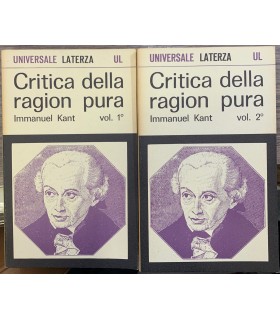 UNIVERSALE LATERZA UL
Critica della
ragion pura
Immanuel Kant vol. 1°
UNIVERSALE LATERZA UL
Critica della
ragion pura
Immanuel Kant vol. 2°